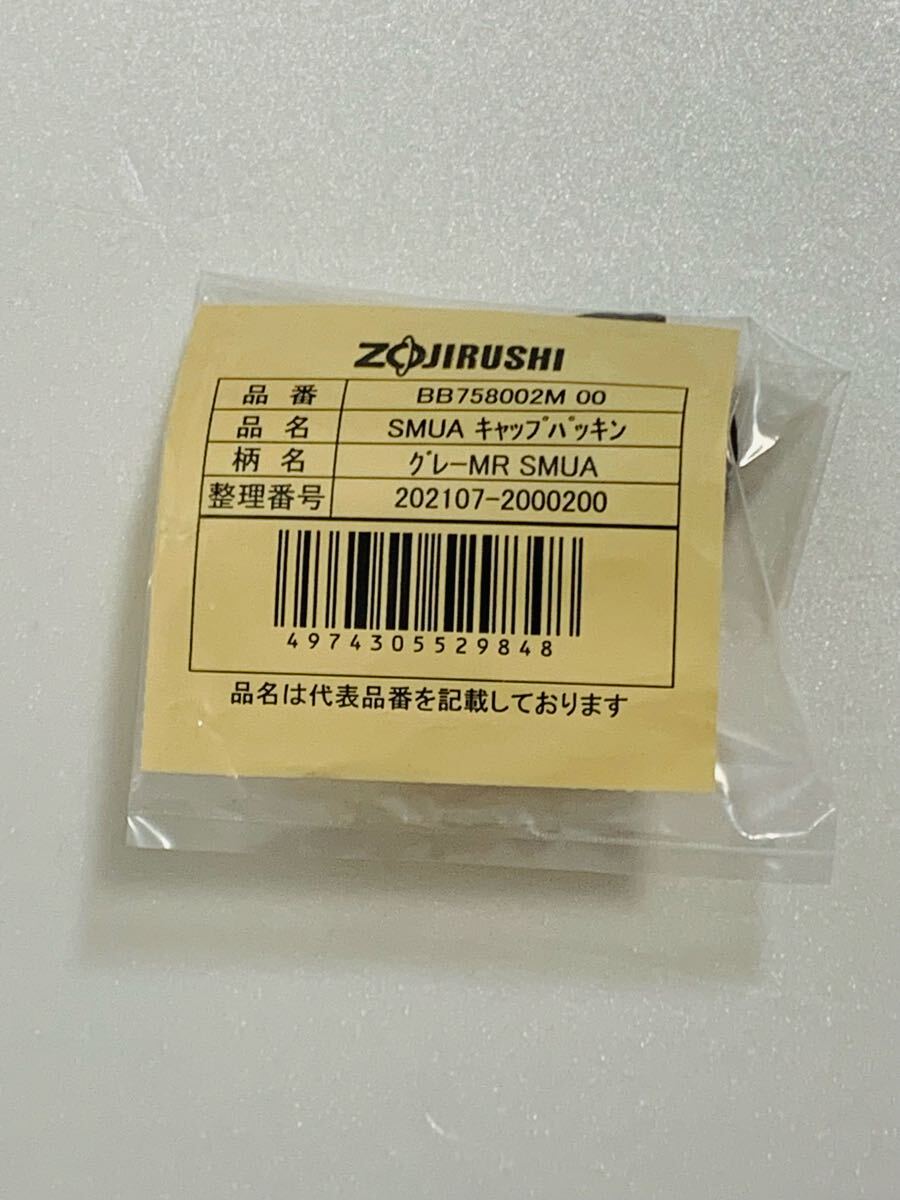 ZOJIRUSHI
品 番 BB758002M 00
品 名 SMUA ｷｬｯﾌﾟﾊﾟｯｷﾝ
柄 名 ｸﾞﾚｰMR SMUA
整理番号 202107-2000200
4974305529848
品名は代表品番を記載しております